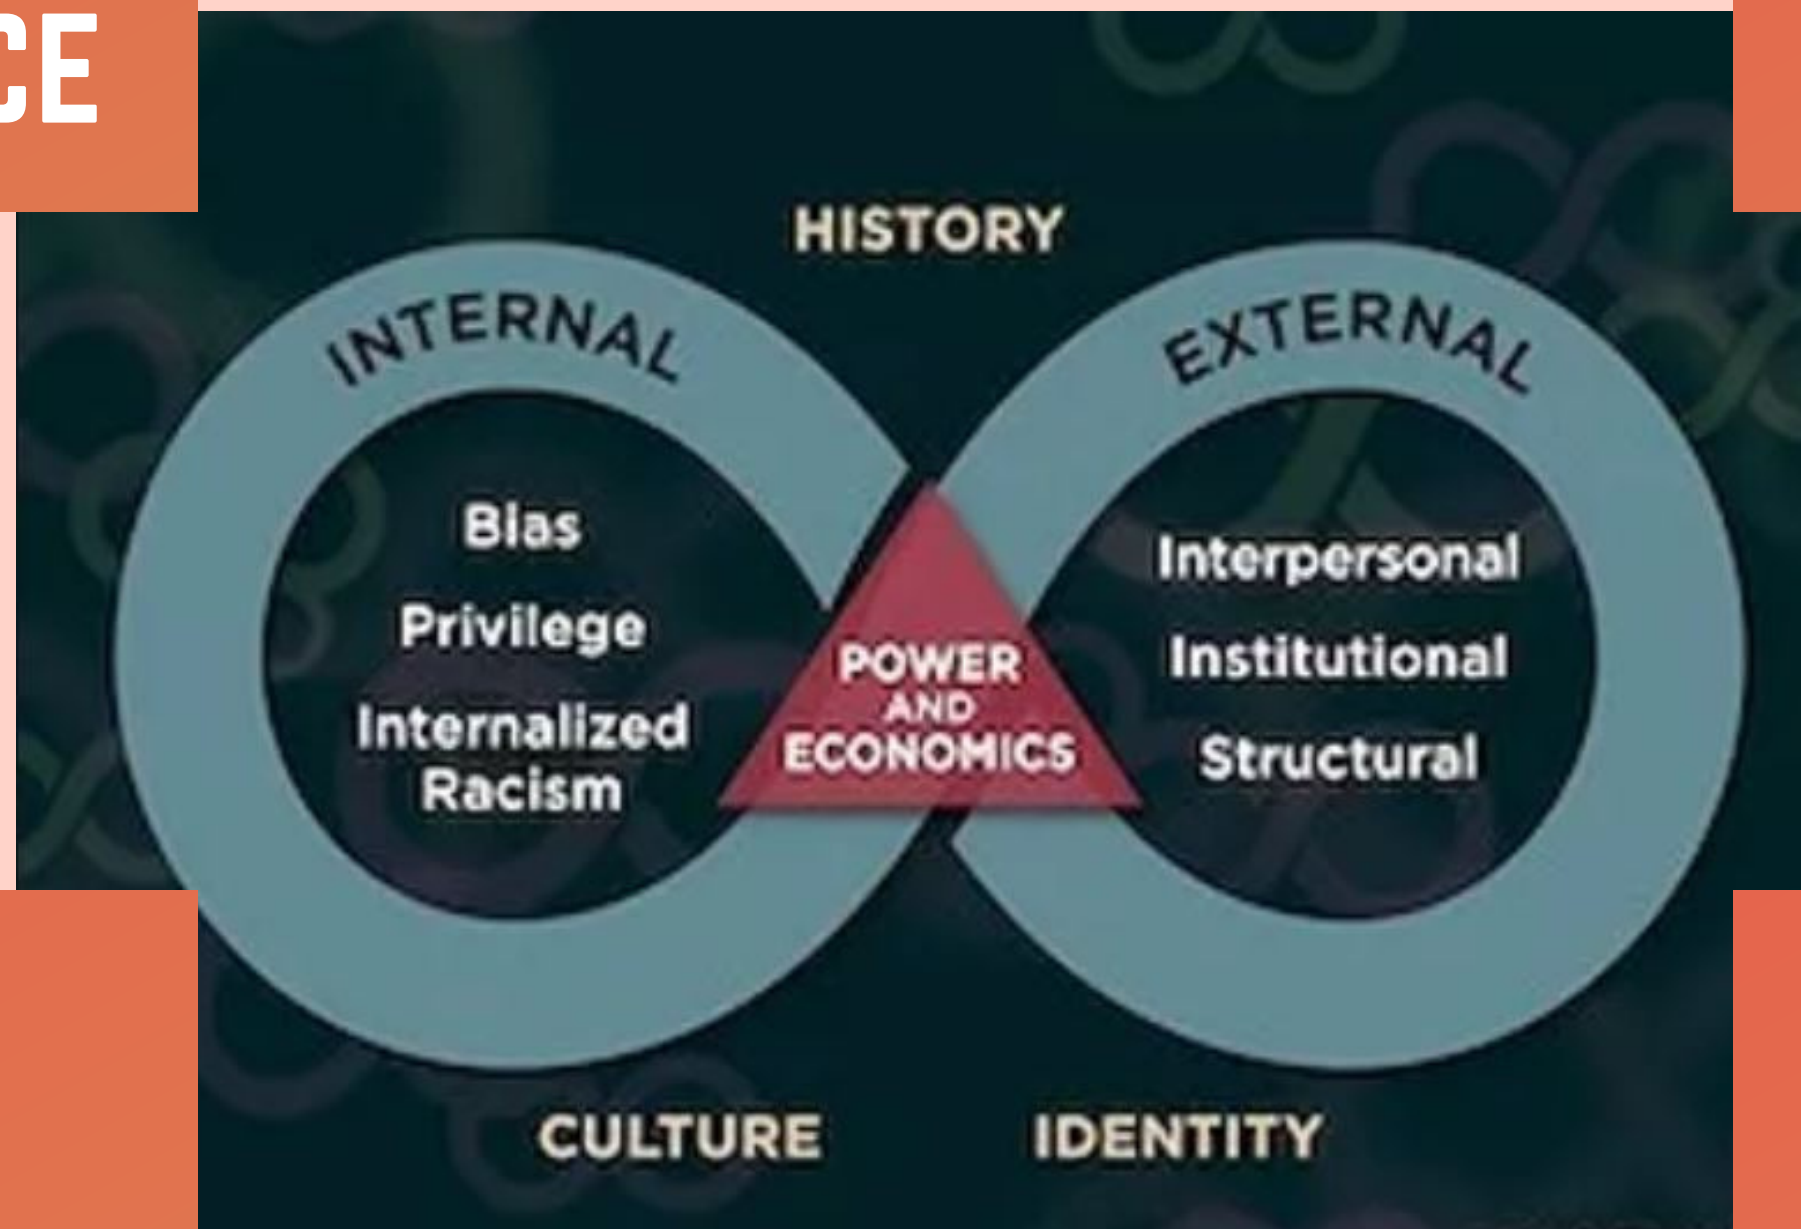 CE
HISTORY
INTERNAL
EXTERNAL
Bias
Privilege
Internalized
Racism
POWER
AND
ECONOMICS
Interpersonal
Institutional
Structural
CULTURE
IDENTITY